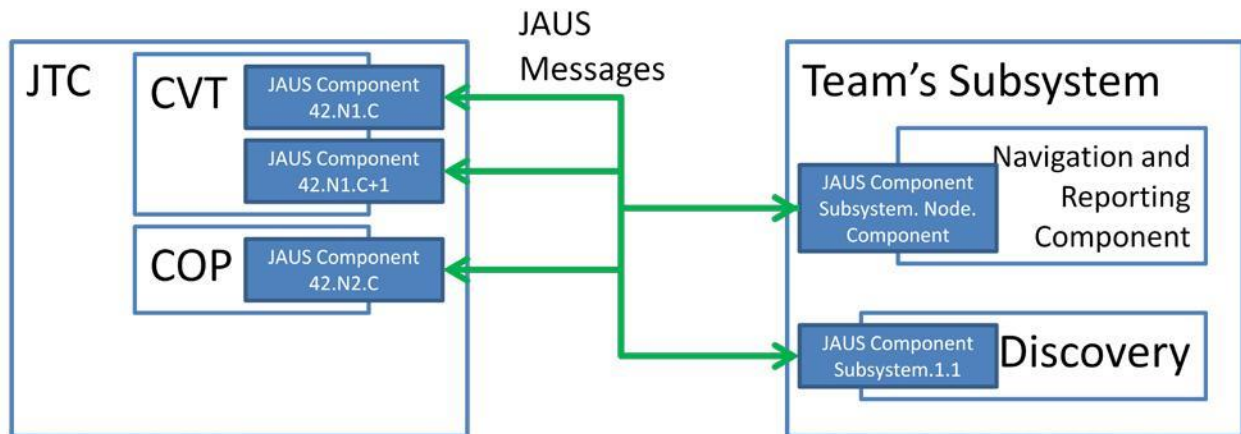 JAUS
Messages
JTC
CVT
JAUS Component
42.N1.C
JAUS Component
42.N1.C+1
COP
JAUS Component
42.N2.C
Team's Subsystem
Navigation and
Reporting
Component
JAUS Component
Subsystem. Node.
Component
JAUS Component
Subsystem.1.1
Discovery